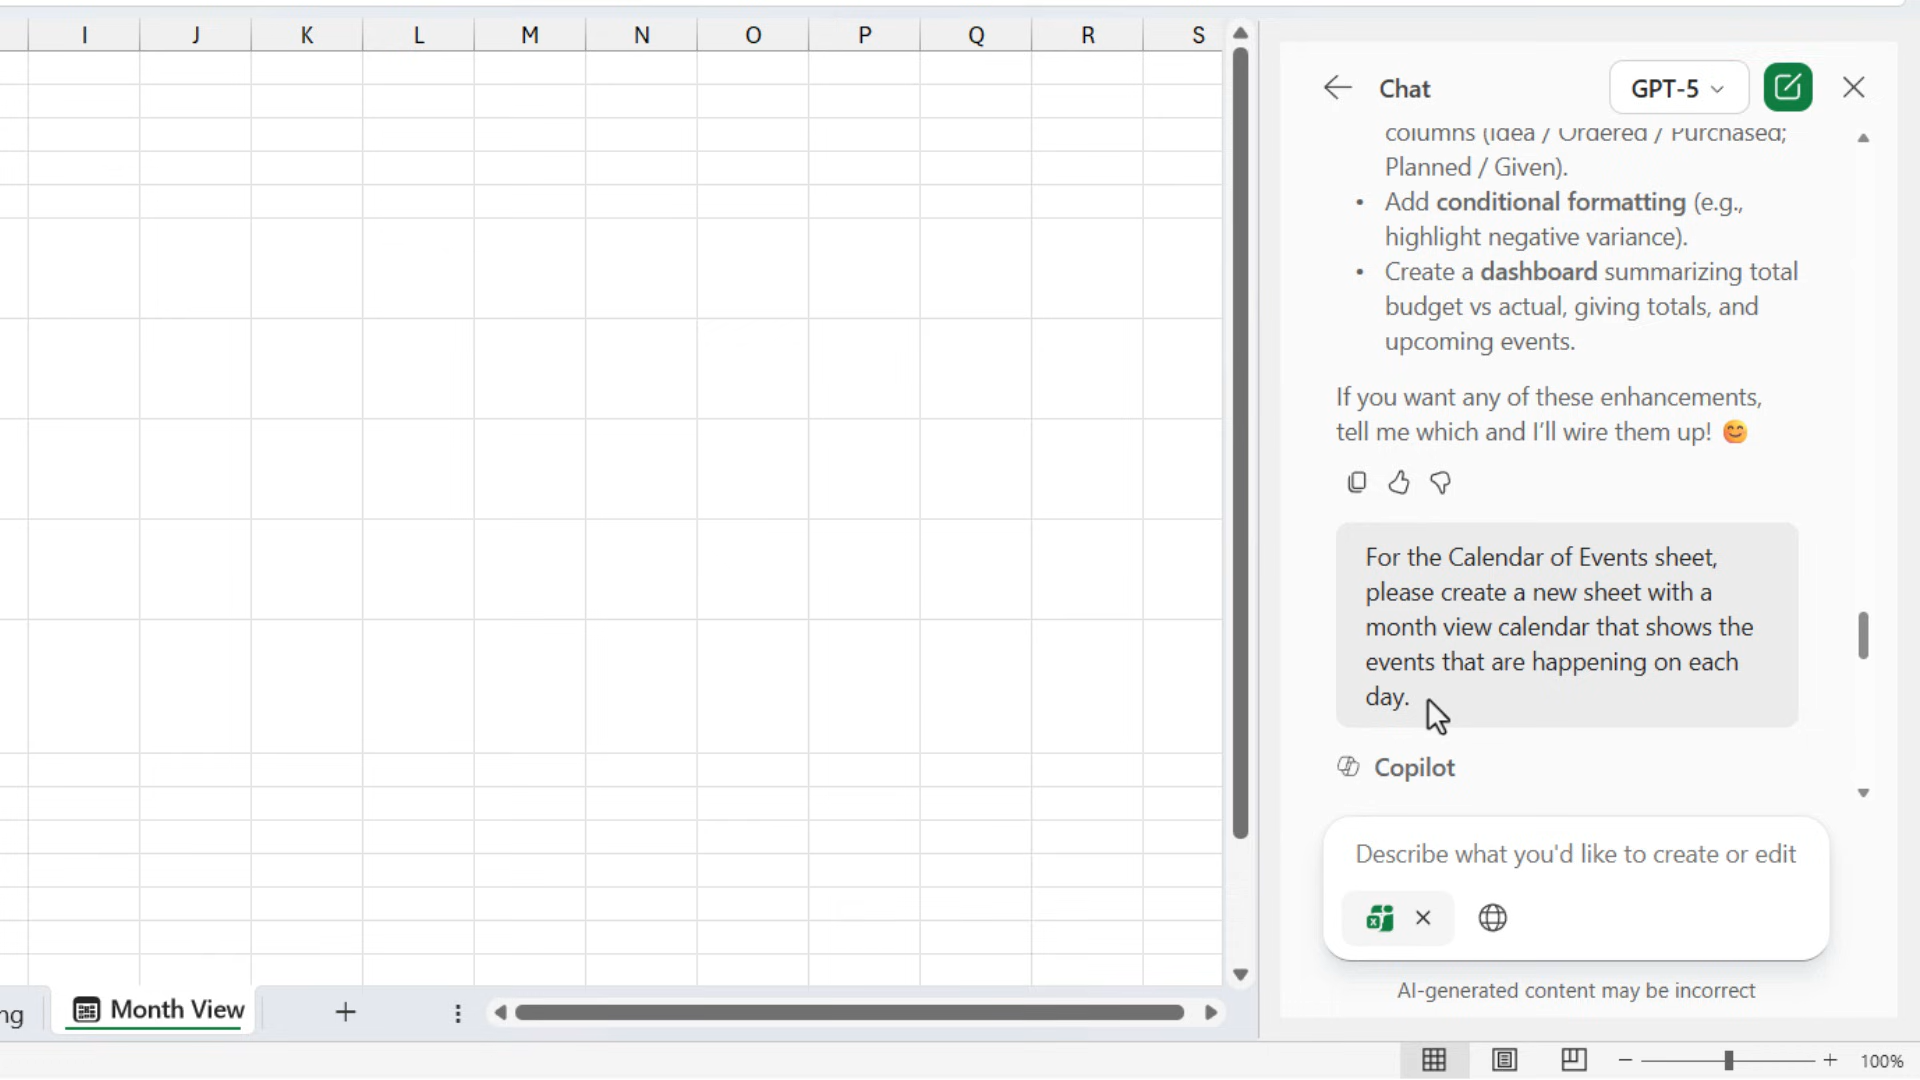 I J K L M N O P Q R S
Chat
GPT-5
columns (Idea / Ordered / Purchased;
Planned / Given).
• Add conditional formatting (e.g.,
highlight negative variance).
• Create a dashboard summarizing total
budget vs actual, giving totals, and
upcoming events.
If you want any of these enhancements,
tell me which and I’ll wire them up! 😊
For the Calendar of Events sheet,
please create a new sheet with a
month view calendar that shows the
events that are happening on each
day.
Copilot
Describe what you'd like to create or edit
AI-generated content may be incorrect
ng
Month View
100%